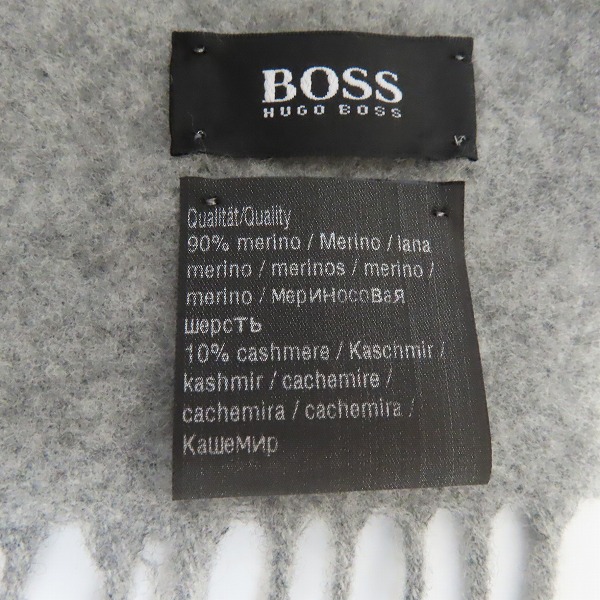 BOSS
HUGO BOSS
Qualität/Quality
90% merino / Merino / lana
merino / merinos / merino /
merino / мериносовая
шерсть
10% cashmere / Kaschmir /
kashmir / cachemire /
cachemira / cachemira /
Кашемир